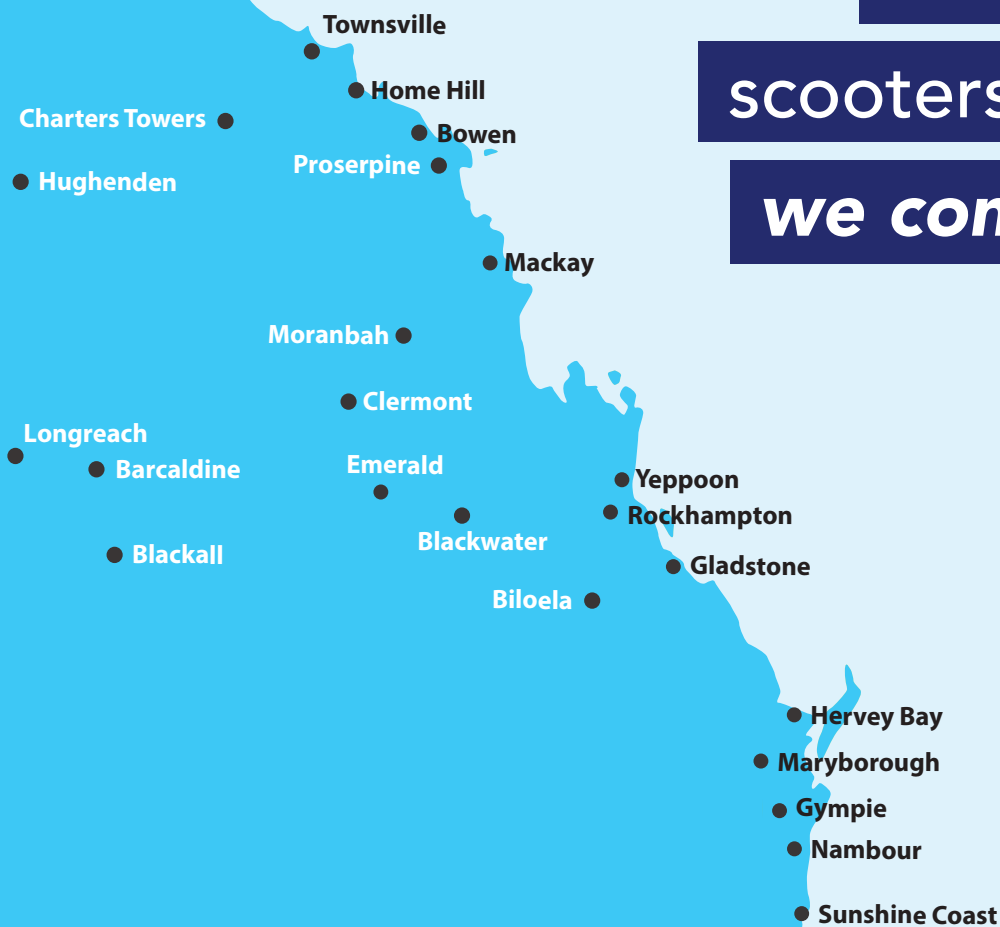 Townsville
Home Hill
scooters
Charters Towers
Bowen
Proserpine
Hughenden
we
Mackay
Moranbah
Clermont
Longreach
Barcaldine
Emerald
Yeppoon
Rockhampton
Blackwater
Blackall
Gladstone
Biloela
Hervey Bay
Maryborough
Gympie
Nambour
Sunshine Coast